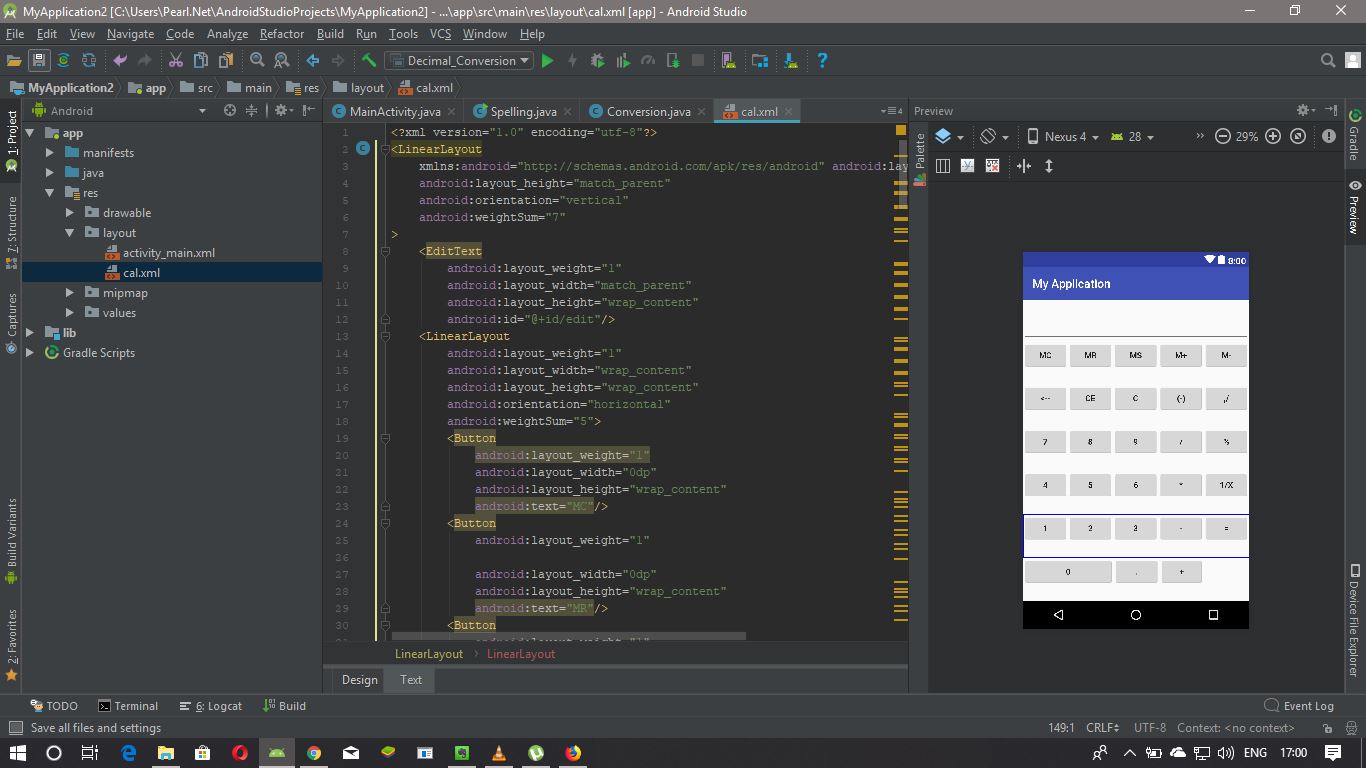 MyApplication2 [C:\Users\Pearl.Net\AndroidStudioProjects\MyApplication2] - ...\app\src\main\res\layout\cal.xml [app] - Android Studio
File Edit View Navigate Code Analyze Refactor Build Run Tools VCS Window Help
Decimal_Conversion
MyApplication2 app src main res layout cal.xml
1: Project
7: Structure
Captures
Build Variants
2: Favorites
Android
app
manifests
java
res
drawable
layout
activity_main.xml
cal.xml
mipmap
values
lib
Gradle Scripts
MainActivity.java Spelling.java Conversion.java cal.xml
4
1 <?xml version="1.0" encoding="utf-8"?>
2 <LinearLayout
3 xmlns:android="http://schemas.android.com/apk/res/android" android:lay
4 android:layout_height="match_parent"
5 android:orientation="vertical"
6 android:weightSum="7"
7 >
8 <EditText
9 android:layout_weight="1"
10 android:layout_width="match_parent"
11 android:layout_height="wrap_content"
12 android:id="@+id/edit"/>
13 <LinearLayout
14 android:layout_weight="1"
15 android:layout_width="wrap_content"
16 android:layout_height="wrap_content"
17 android:orientation="horizontal"
18 android:weightSum="5">
19 <Button
20 android:layout_weight="1"
21 android:layout_width="0dp"
22 android:layout_height="wrap_content"
23 android:text="MC"/>
24 <Button
25 android:layout_weight="1"
26
27 android:layout_width="0dp"
28 android:layout_height="wrap_content"
29 android:text="MR"/>
30 <Button
LinearLayout LinearLayout
Design Text
Preview
Palette
Nexus 4 28 29%
8:00
My Application
MC MR MS M+ M-
<-- CE C (-) ,/
7 8 9 / %
4 5 6 * 1/X
1 2 3 - =
0 . +
Gradle
Preview
Device File Explorer
TODO Terminal 6: Logcat Build Event Log
Save all files and settings 149:1 CRLF UTF-8 Context: <no context>
ENG 17:00